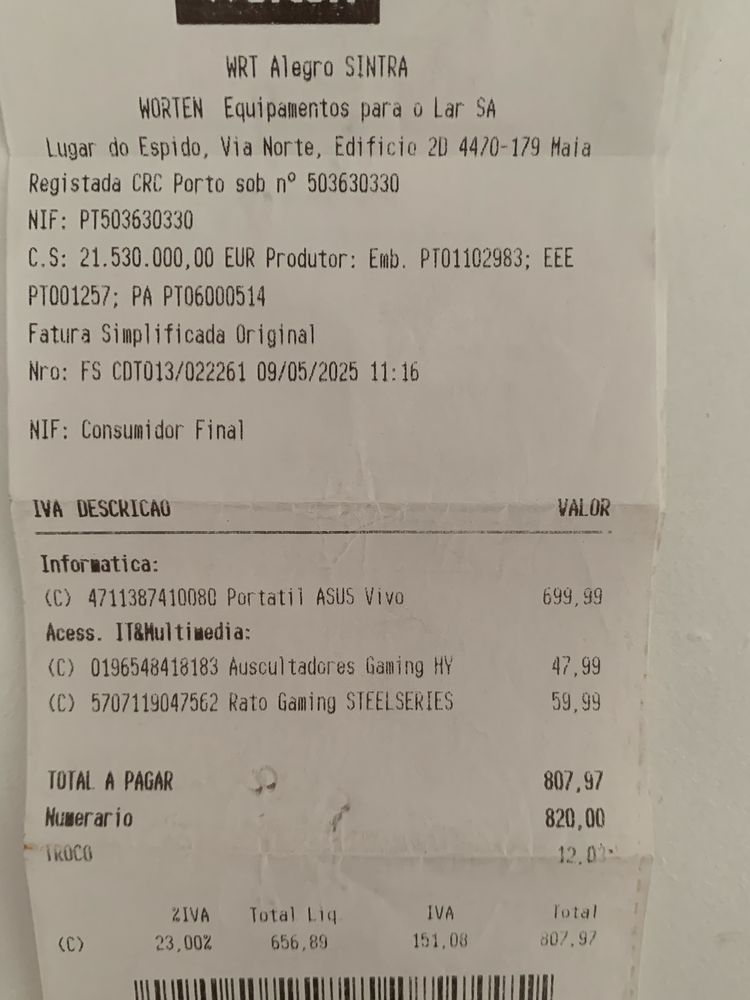 WRT Alegro SINTRA
WORTEN Equipamentos para o Lar SA
Lugar do Espido, Via Norte, Edificio 2D 4470-179 Maia
Registada CRC Porto sob nº 503630330
NIF: PT503630330
C.S: 21.530.000,00 EUR Produtor: Emb. PT01102983; EEE
PT001257; PA PT06000514
Fatura Simplificada Original
Nro: FS CDT013/022261 09/05/2025 11:16
NIF: Consumidor Final
IVA DESCRICAO VALOR
Informatica:
(C) 4711387410080 Portatil ASUS Vivo 699,99
Acess. IT&Multimedia:
(C) 0196548418183 Auscultadores Gaming HY 47,99
(C) 5707119047562 Rato Gaming STEELSERIES 59,99
TOTAL A PAGAR 807,97
Numerario 820,00
TROCO 12,03
%IVA Total Liq IVA Total
(C) 23,00% 656,89 151,08 807,97